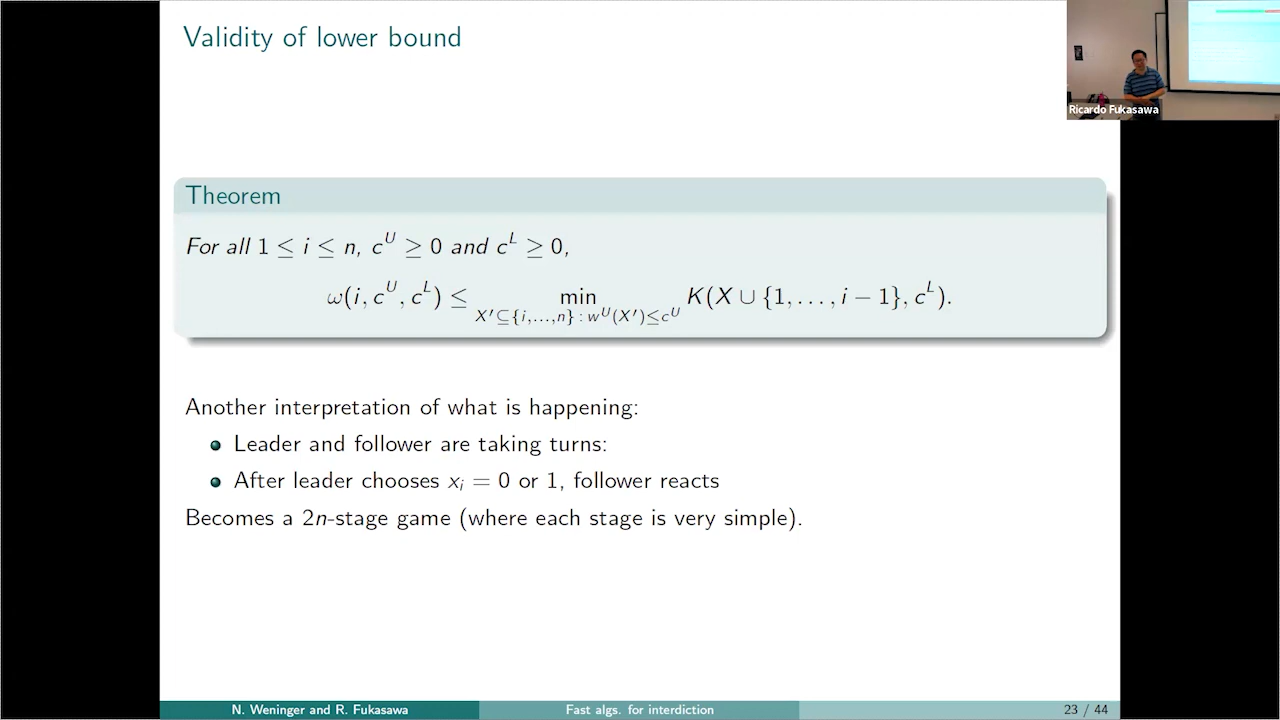 Validity of lower bound
Ricardo Fukasawa
Theorem
For all 1 ≤ i ≤ n, c^U ≥ 0 and c^L ≥ 0,
ω(i, c^U, c^L) ≤ min_{X′⊆{i,...,n} : w^U(X′)≤c^U} K(X ∪ {1, . . . , i − 1}, c^L).
Another interpretation of what is happening:
Leader and follower are taking turns:
After leader chooses x_i = 0 or 1, follower reacts
Becomes a 2n-stage game (where each stage is very simple).
N. Weninger and R. Fukasawa
Fast algs. for interdiction
23 / 44